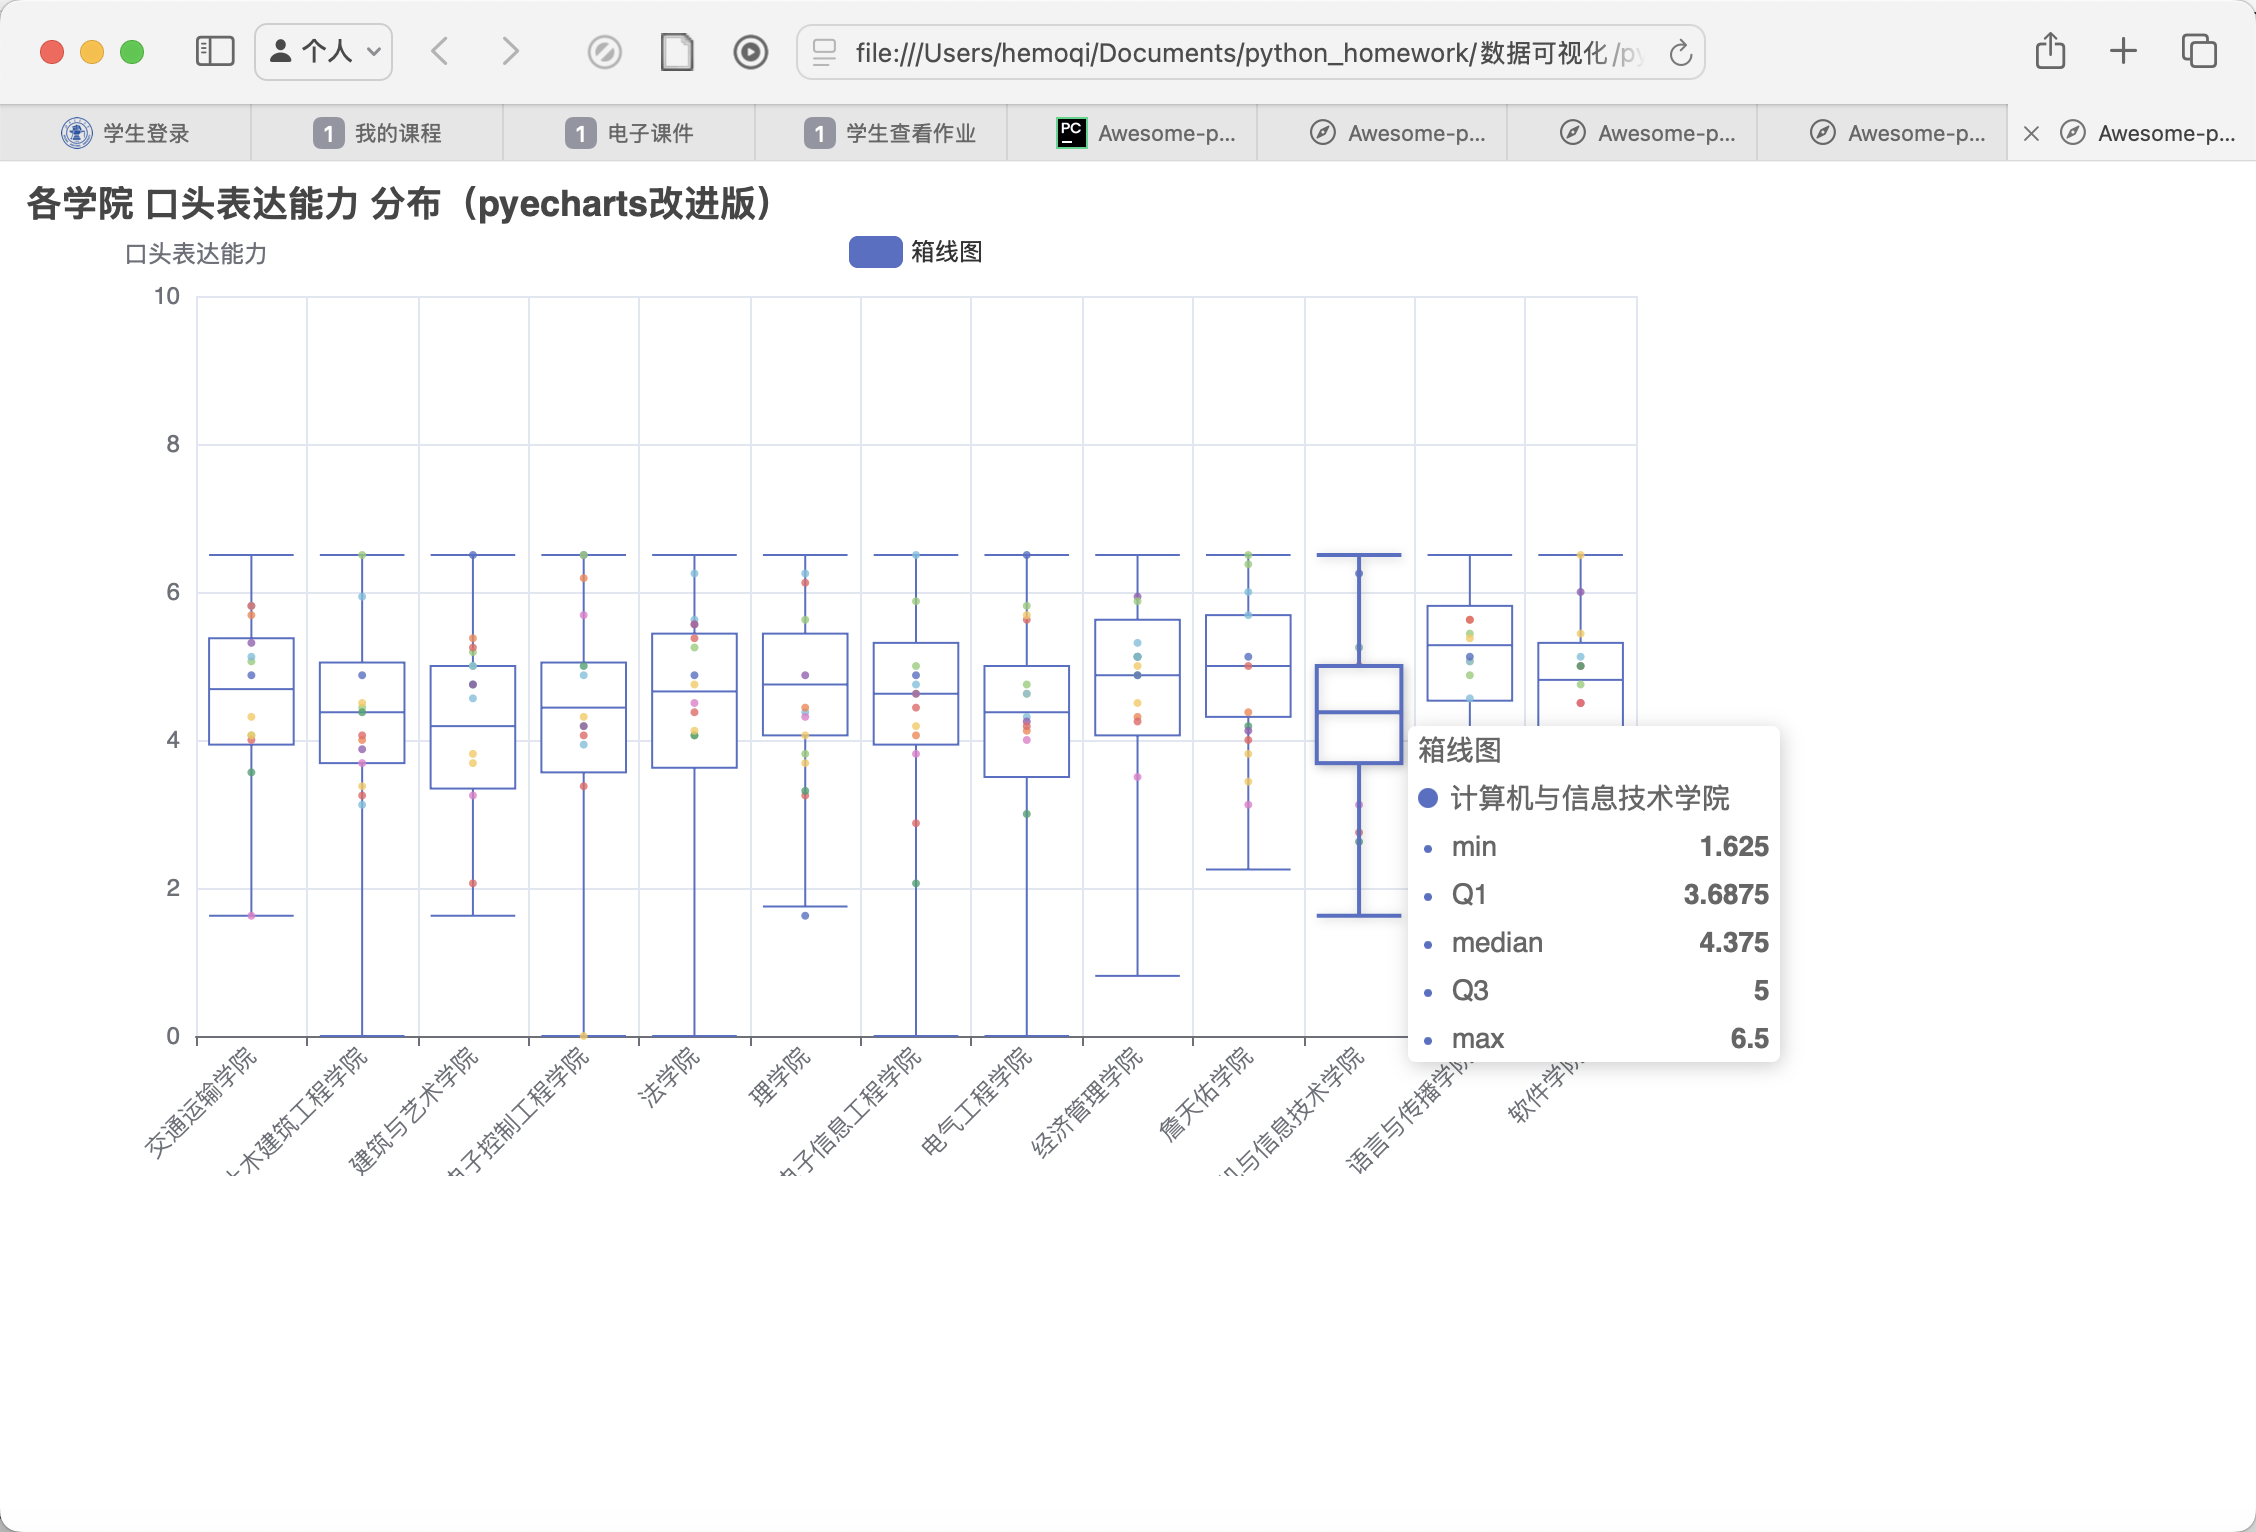 个人
file:///Users/hemoqi/Documents/python_homework/数据可视化/py
学生登录
1 我的课程
1 电子课件
1 学生查看作业
PC Awesome-p...
Awesome-p...
Awesome-p...
Awesome-p...
Awesome-p...
各学院 口头表达能力 分布（pyecharts改进版）
口头表达能力
箱线图
10
8
6
4
2
0
箱线图
计算机与信息技术学院
min 1.625
Q1 3.6875
median 4.375
Q3 5
max 6.5
交通运输学院
木建筑工程学院
建筑与艺术学院
子控制工程学院
法学院
理学院
子信息工程学院
电气工程学院
经济管理学院
詹天佑学院
与信息技术学院
语言与传播学院
软件学院